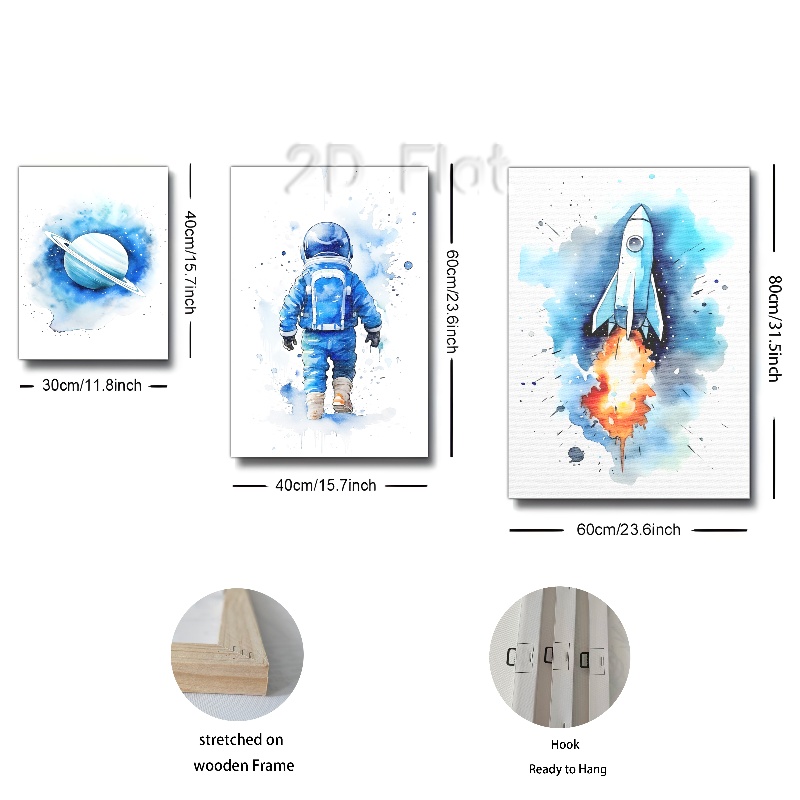 2D Flat
40cm/15.7inch
30cm/11.8inch
60cm/23.6inch
40cm/15.7inch
80cm/31.5inch
60cm/23.6inch
stretched on
wooden Frame
Hook
Ready to Hang